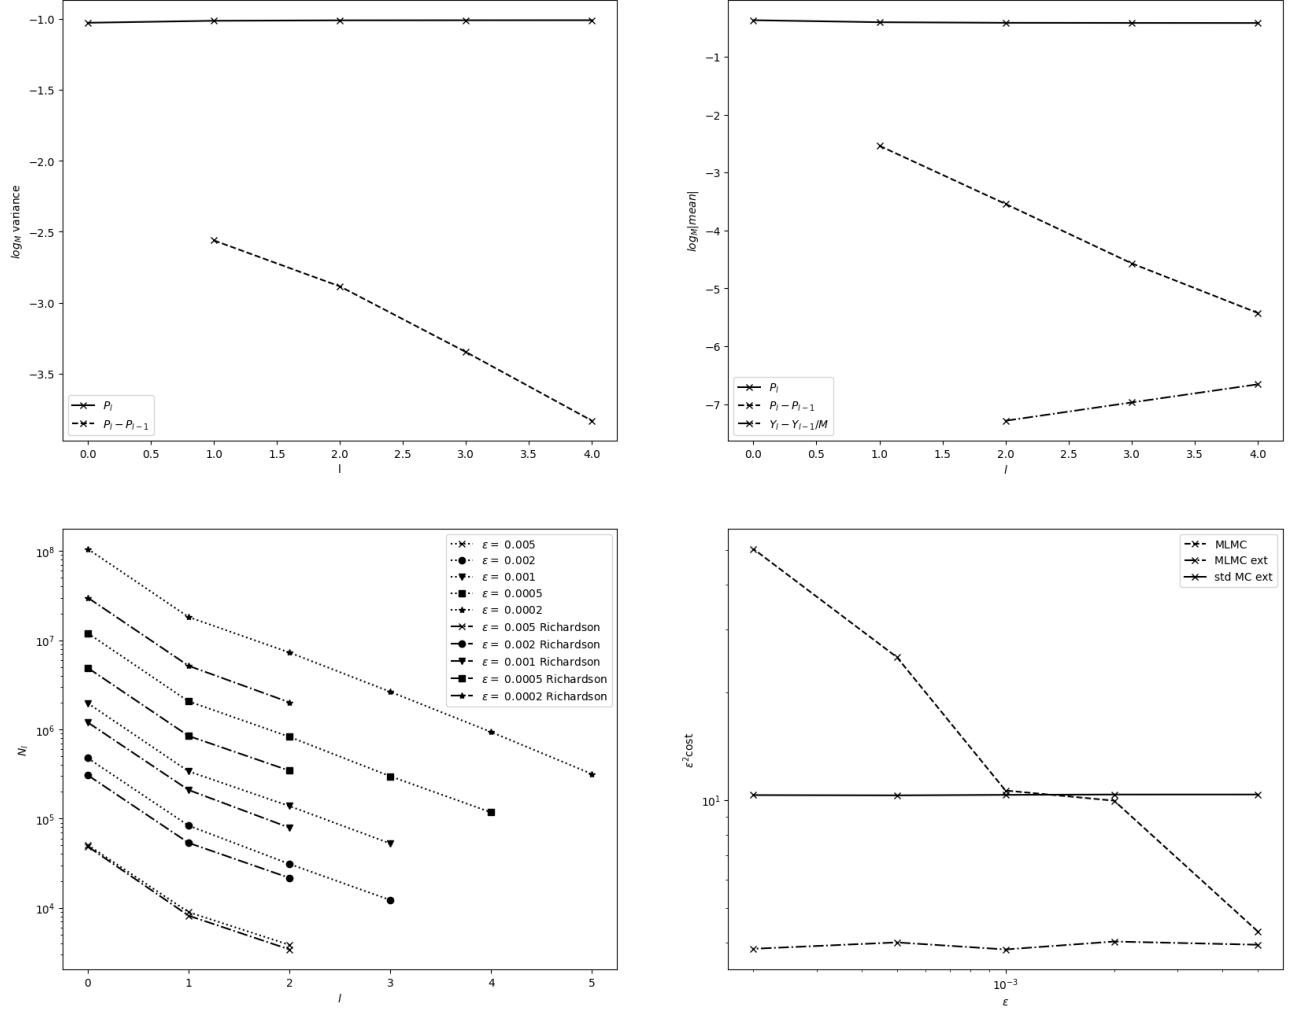 −1.0
−1.5
−2.0
−2.5
−3.0
−3.5
log_M variance
0.0 0.5 1.0 1.5 2.0 2.5 3.0 3.5 4.0
l
P_l
P_l − P_{l−1}
−1
−2
−3
−4
−5
−6
−7
log_M|mean|
0.0 0.5 1.0 1.5 2.0 2.5 3.0 3.5 4.0
l
P_l
P_l − P_{l−1}
Y_l − Y_{l−1}/M
10^8
10^7
10^6
10^5
10^4
N_l
0 1 2 3 4 5
l
ε = 0.005
ε = 0.002
ε = 0.001
ε = 0.0005
ε = 0.0002
ε = 0.005 Richardson
ε = 0.002 Richardson
ε = 0.001 Richardson
ε = 0.0005 Richardson
ε = 0.0002 Richardson
10^1
ε^2cost
10^−3
ε
MLMC
MLMC ext
std MC ext